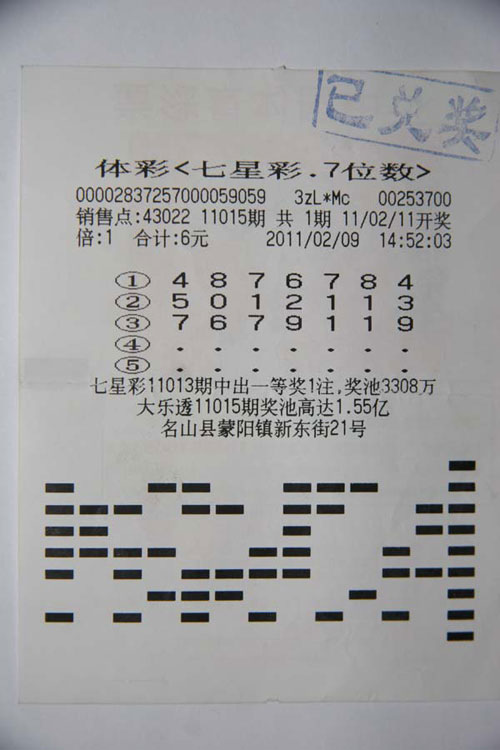 已兑奖
体彩<七星彩.7位数>
00002837257000059059 3zL*Mc 00253700
销售点:43022 11015期 共 1期 11/02/11开奖
倍:1 合计:6元 2011/02/09 14:52:03
① 4 8 7 6 7 8 4
② 5 0 1 2 1 1 3
③ 7 6 7 9 1 1 9
④ . . . . . . .
⑤ . . . . . . .
七星彩11013期中出一等奖1注,奖池3308万
大乐透11015期奖池高达1.55亿
名山县蒙阳镇新东街21号